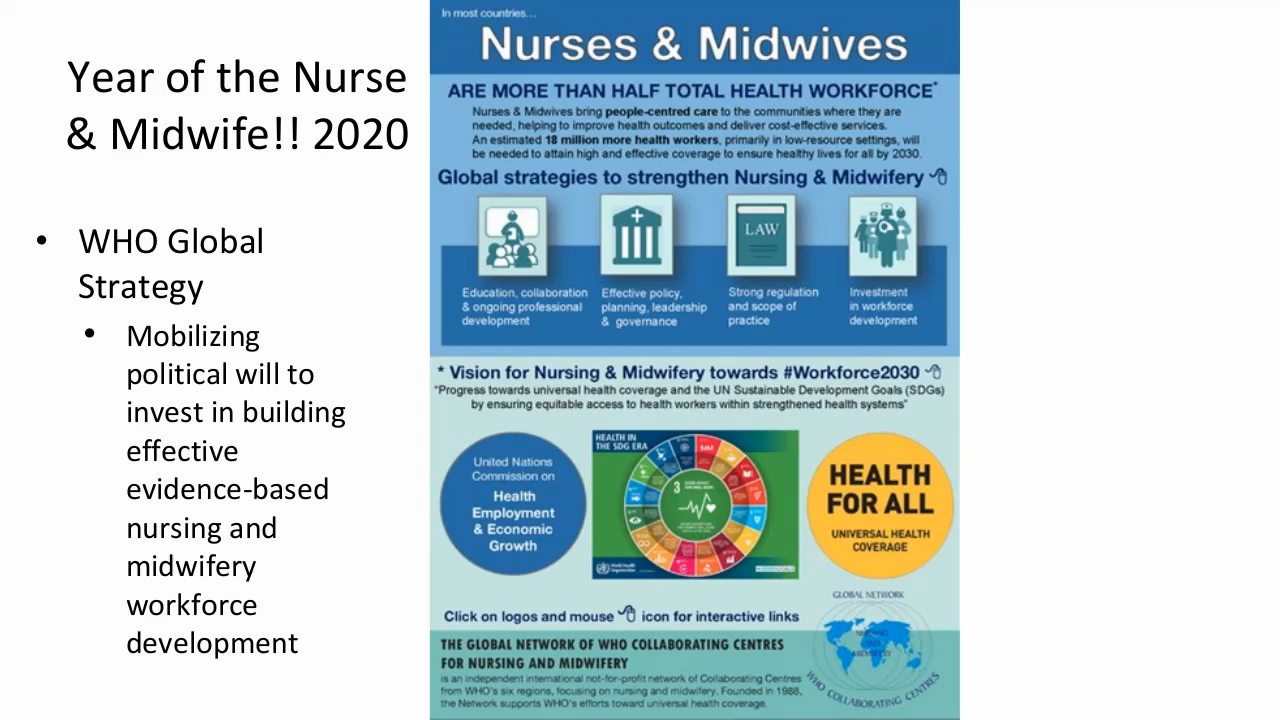 Year of the Nurse
& Midwife!! 2020
• WHO Global
Strategy
• Mobilizing
political will to
invest in building
effective
evidence-based
nursing and
midwifery
workforce
development
In most countries...
Nurses & Midwives
ARE MORE THAN HALF TOTAL HEALTH WORKFORCE*
Nurses & Midwives bring people-centred care to the communities where they are
needed, helping to improve health outcomes and deliver cost-effective services.
An estimated 18 million more health workers, primarily in low-resource settings, will
be needed to attain high and effective coverage to ensure healthy lives for all by 2030.
Global strategies to strengthen Nursing & Midwifery
LAW
Education, collaboration
& ongoing professional
development
Effective policy,
planning, leadership
& governance
Strong regulation
and scope of
practice
Investment
in workforce
development
* Vision for Nursing & Midwifery towards #Workforce2030
"Progress towards universal health coverage and the UN Sustainable Development Goals (SDGs)
by ensuring equitable access to health workers within strengthened health systems"
United Nations
Commission on
Health
Employment
& Economic
Growth
HEALTH IN
THE SDG ERA
3
World Health
Organization
HEALTH
FOR ALL
UNIVERSAL HEALTH
COVERAGE
Click on logos and mouse icon for interactive links
THE GLOBAL NETWORK OF WHO COLLABORATING CENTRES
FOR NURSING AND MIDWIFERY
is an independent international not-for-profit network of Collaborating Centres
from WHO's six regions, focusing on nursing and midwifery. Founded in 1988,
the Network supports WHO's efforts toward universal health coverage.
GLOBAL NETWORK
NURSING
AND
MIDWIFERY
WHO COLLABORATING CENTRES